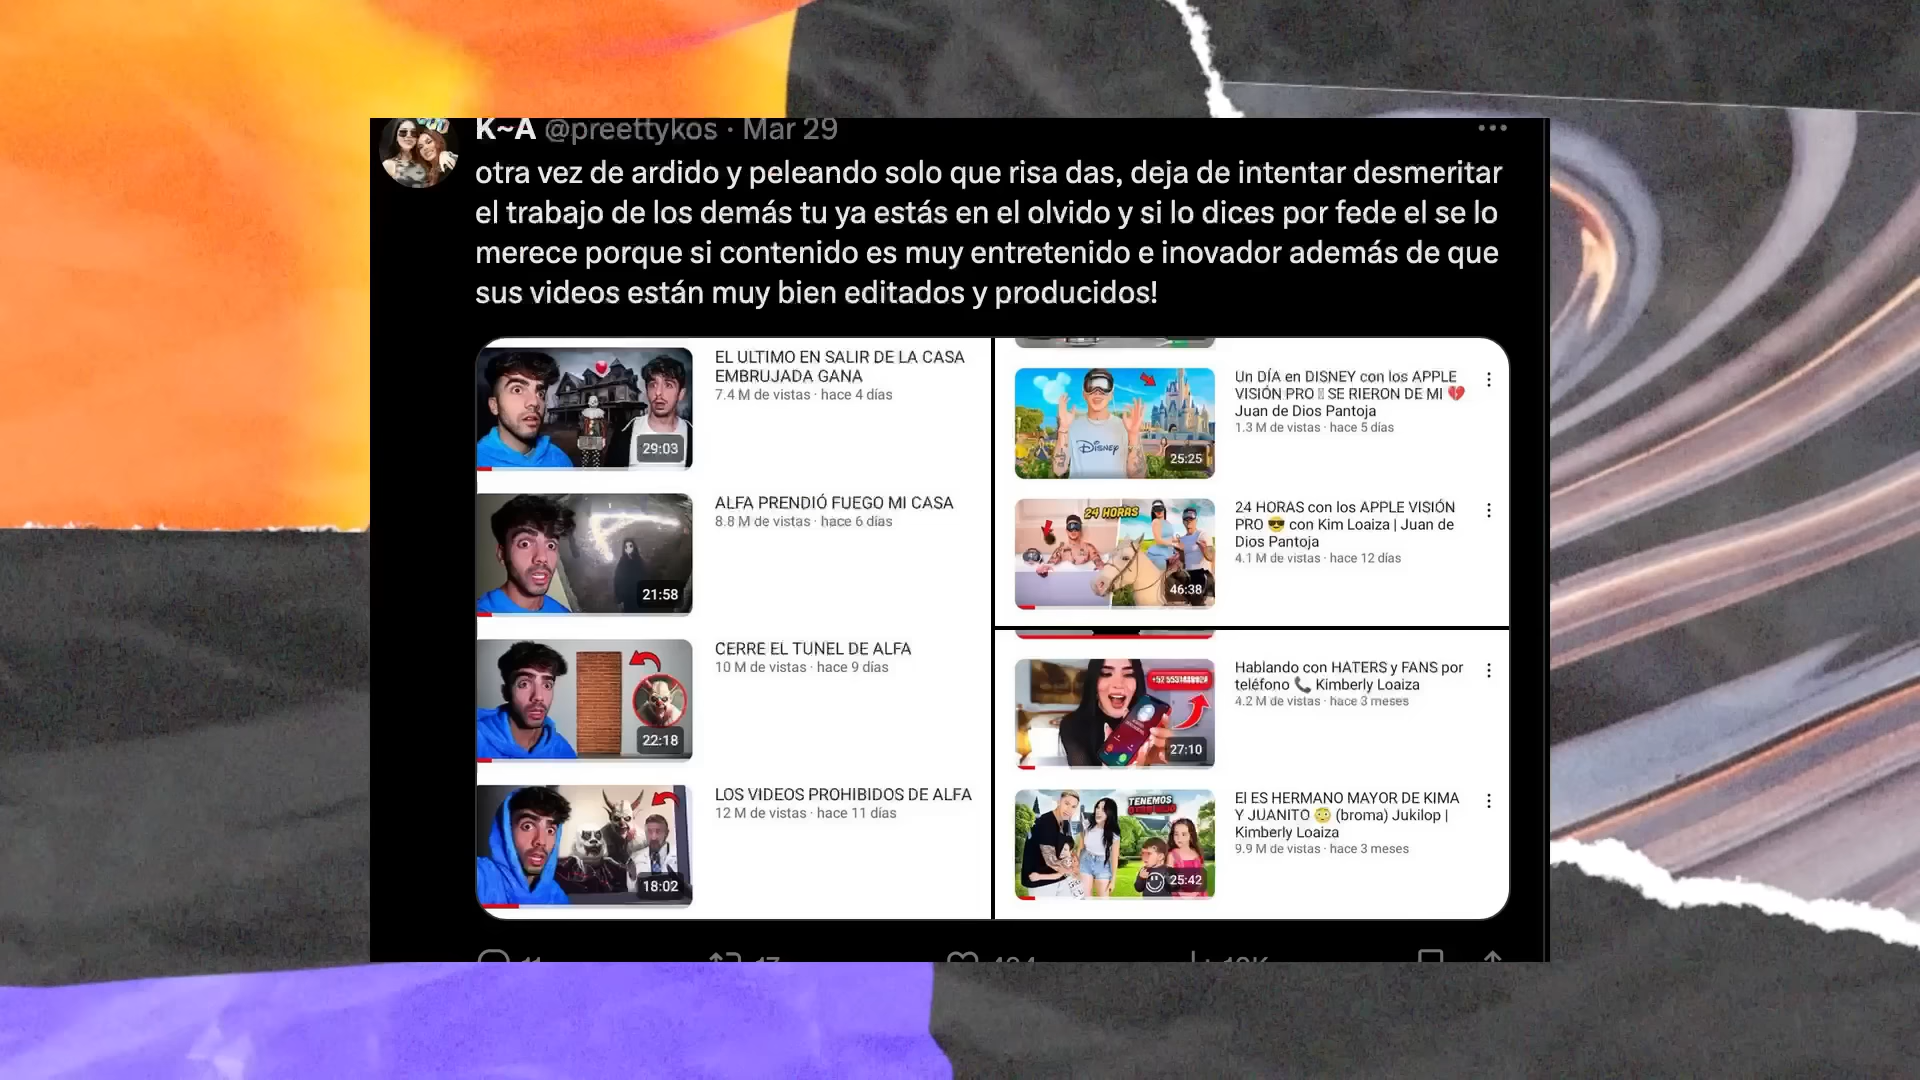 K~A @preettykos · Mar 29
otra vez de ardido y peleando solo que risa das, deja de intentar desmeritar
el trabajo de los demás tu ya estás en el olvido y si lo dices por fede el se lo
merece porque si contenido es muy entretenido e inovador además de que
sus videos están muy bien editados y producidos!
EL ULTIMO EN SALIR DE LA CASA
EMBRUJADA GANA
7.4 M de vistas · hace 4 días
29:03
ALFA PRENDIÓ FUEGO MI CASA
8.8 M de vistas · hace 6 días
21:58
CERRE EL TUNEL DE ALFA
10 M de vistas · hace 9 días
22:18
LOS VIDEOS PROHIBIDOS DE ALFA
12 M de vistas · hace 11 días
18:02
Un DÍA en DISNEY con los APPLE
VISIÓN PRO SE RIERON DE MI 💔
Juan de Dios Pantoja
1.3 M de vistas · hace 5 días
Disney
25:25
24 HORAS con los APPLE VISIÓN
PRO 😎 con Kim Loaiza | Juan de
Dios Pantoja
4.1 M de vistas · hace 12 días
24 HORAS
46:38
Hablando con HATERS y FANS por
teléfono 📞 Kimberly Loaiza
4.2 M de vistas · hace 3 meses
27:10
El ES HERMANO MAYOR DE KIMA
Y JUANITO 😳 (broma) Jukilop |
Kimberly Loaiza
9.9 M de vistas · hace 3 meses
TENEMOS
25:42